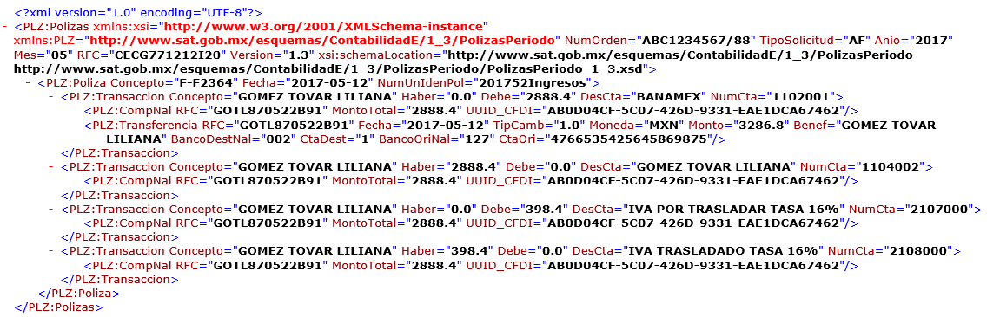 <?xml version="1.0" encoding="UTF-8"?>
- <PLZ:Polizas xmlns:xsi="http://www.w3.org/2001/XMLSchema-instance"
xmlns:PLZ="http://www.sat.gob.mx/esquemas/ContabilidadE/1_3/PolizasPeriodo" NumOrden="ABC1234567/88" TipoSolicitud="AF" Anio="2017"
Mes="05" RFC="CECG771212I20" Version="1.3" xsi:schemaLocation="http://www.sat.gob.mx/esquemas/ContabilidadE/1_3/PolizasPeriodo
http://www.sat.gob.mx/esquemas/ContabilidadE/1_3/PolizasPeriodo/PolizasPeriodo_1_3.xsd">
- <PLZ:Poliza Concepto="F-F2364" Fecha="2017-05-12" NumUnIdenPol="201752Ingresos">
- <PLZ:Transaccion Concepto="GOMEZ TOVAR LILIANA" Haber="0.0" Debe="2888.4" DesCta="BANAMEX" NumCta="1102001">
<PLZ:CompNal RFC="GOTL870522B91" MontoTotal="2888.4" UUID_CFDI="AB0D04CF-5C07-426D-9331-EAE1DCA67462"/>
<PLZ:Transferencia RFC="GOTL870522B91" Fecha="2017-05-12" TipCamb="1.0" Moneda="MXN" Monto="3286.8" Benef="GOMEZ TOVAR
LILIANA" BancoDestNal="002" CtaDest="1" BancoOriNal="127" CtaOri="4766535425645869875"/>
</PLZ:Transaccion>
- <PLZ:Transaccion Concepto="GOMEZ TOVAR LILIANA" Haber="2888.4" Debe="0.0" DesCta="GOMEZ TOVAR LILIANA" NumCta="1104002">
<PLZ:CompNal RFC="GOTL870522B91" MontoTotal="2888.4" UUID_CFDI="AB0D04CF-5C07-426D-9331-EAE1DCA67462"/>
</PLZ:Transaccion>
- <PLZ:Transaccion Concepto="GOMEZ TOVAR LILIANA" Haber="0.0" Debe="398.4" DesCta="IVA POR TRASLADAR TASA 16%" NumCta="2107000">
<PLZ:CompNal RFC="GOTL870522B91" MontoTotal="2888.4" UUID_CFDI="AB0D04CF-5C07-426D-9331-EAE1DCA67462"/>
</PLZ:Transaccion>
- <PLZ:Transaccion Concepto="GOMEZ TOVAR LILIANA" Haber="398.4" Debe="0.0" DesCta="IVA TRASLADADO TASA 16%" NumCta="2108000">
<PLZ:CompNal RFC="GOTL870522B91" MontoTotal="2888.4" UUID_CFDI="AB0D04CF-5C07-426D-9331-EAE1DCA67462"/>
</PLZ:Transaccion>
</PLZ:Poliza>
</PLZ:Polizas>